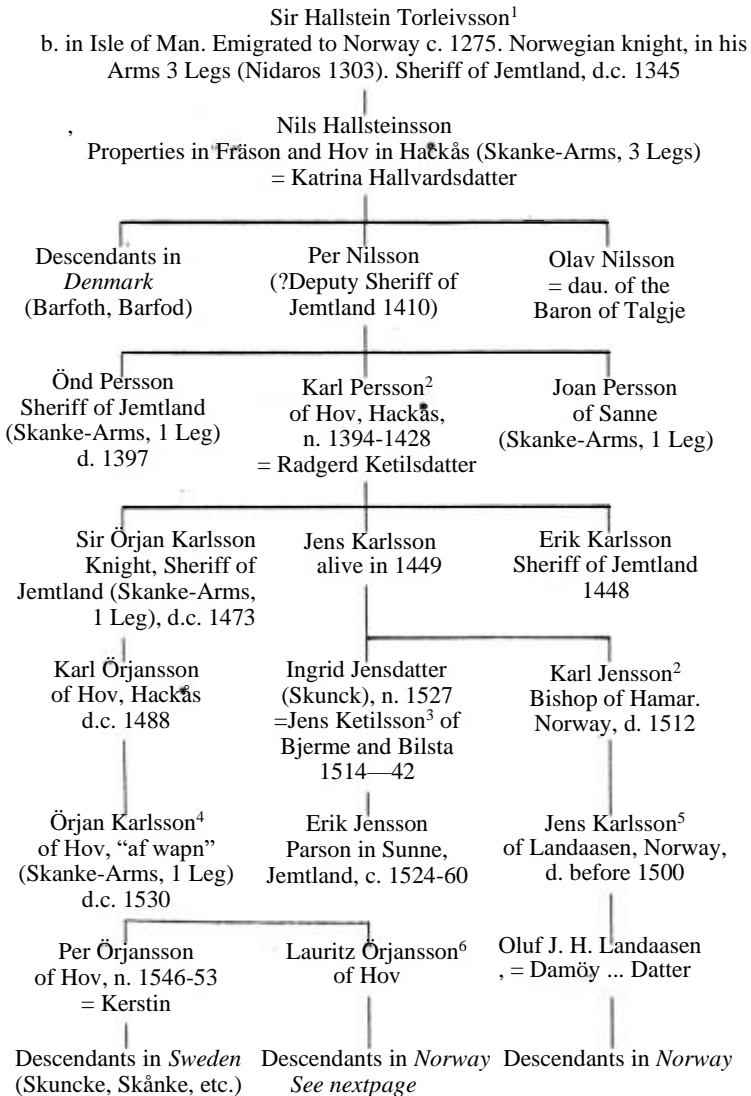 Sir Hallstein Torleivsson¹
b. in Isle of Man. Emigrated to Norway c. 1275. Norwegian knight, in his
Arms 3 Legs (Nidaros 1303). Sheriff of Jemtland, d.c. 1345
Nils Hallsteinsson
Properties in Fräson and Hov in Hackås (Skanke-Arms, 3 Legs)
= Katrina Hallvardsdatter
Descendants in
Denmark
(Barfoth, Barfod)
Per Nilsson
(?Deputy Sheriff of
Jemtland 1410)
Olav Nilsson
= dau. of the
Baron of Talgje
Önd Persson
Sheriff of Jemtland
(Skanke-Arms, 1 Leg)
d. 1397
Karl Persson²
of Hov, Hackås,
n. 1394-1428
= Radgerd Ketilsdatter
Joan Persson
of Sanne
(Skanke-Arms, 1 Leg)
Sir Örjan Karlsson
Knight, Sheriff of
Jemtland (Skanke-Arms,
1 Leg), d.c. 1473
Jens Karlsson
alive in 1449
Erik Karlsson
Sheriff of Jemtland
1448
Karl Örjansson
of Hov, Hackås
d.c. 1488
Ingrid Jensdatter
(Skunck), n. 1527
=Jens Ketilsson³ of
Bjerme and Bilsta
1514—42
Karl Jensson²
Bishop of Hamar.
Norway, d. 1512
Örjan Karlsson⁴
of Hov, “af wapn”
(Skanke-Arms, 1 Leg)
d.c. 1530
Erik Jensson
Parson in Sunne,
Jemtland, c. 1524-60
Jens Karlsson⁵
of Landaasen, Norway,
d. before 1500
Per Örjansson
of Hov, n. 1546-53
= Kerstin
Lauritz Örjansson⁶
of Hov
Oluf J. H. Landaasen
, = Damöy ... Datter
Descendants in Sweden
(Skuncke, Skånke, etc.)
Descendants in Norway
See nextpage
Descendants in Norway